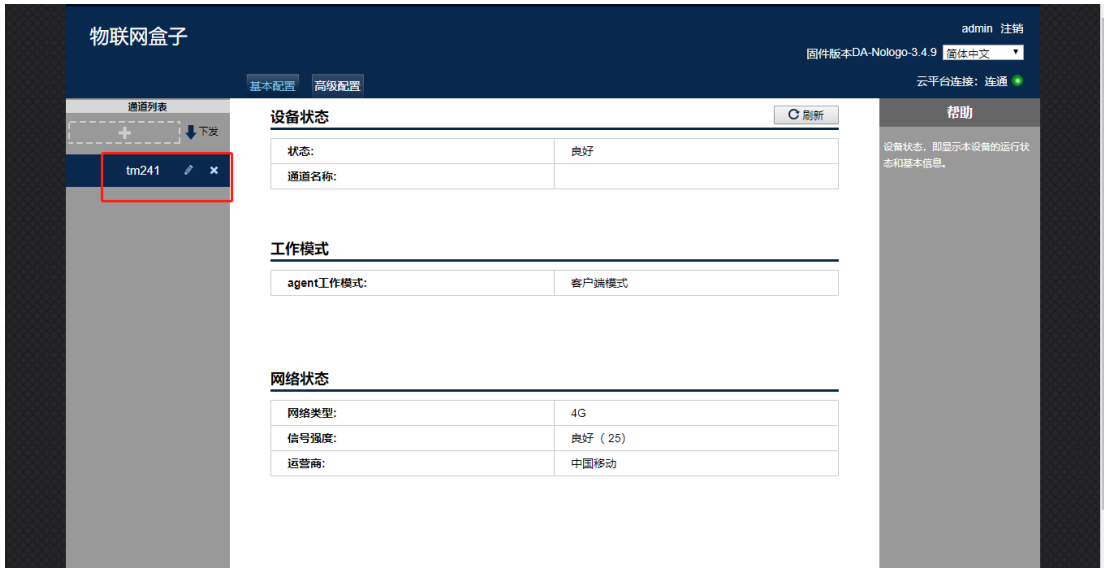 物联网盒子
admin 注销
固件版本DA-Nologo-3.4.9 简体中文
基本配置 高级配置
云平台连接：连通
通道列表
下发
tm241
设备状态
刷新
状态:
良好
通道名称:
工作模式
agent工作模式:
客户端模式
网络状态
网络类型:
4G
信号强度:
良好（ 25）
运营商:
中国移动
帮助
设备状态，即显示本设备的运行状
态和基本信息。